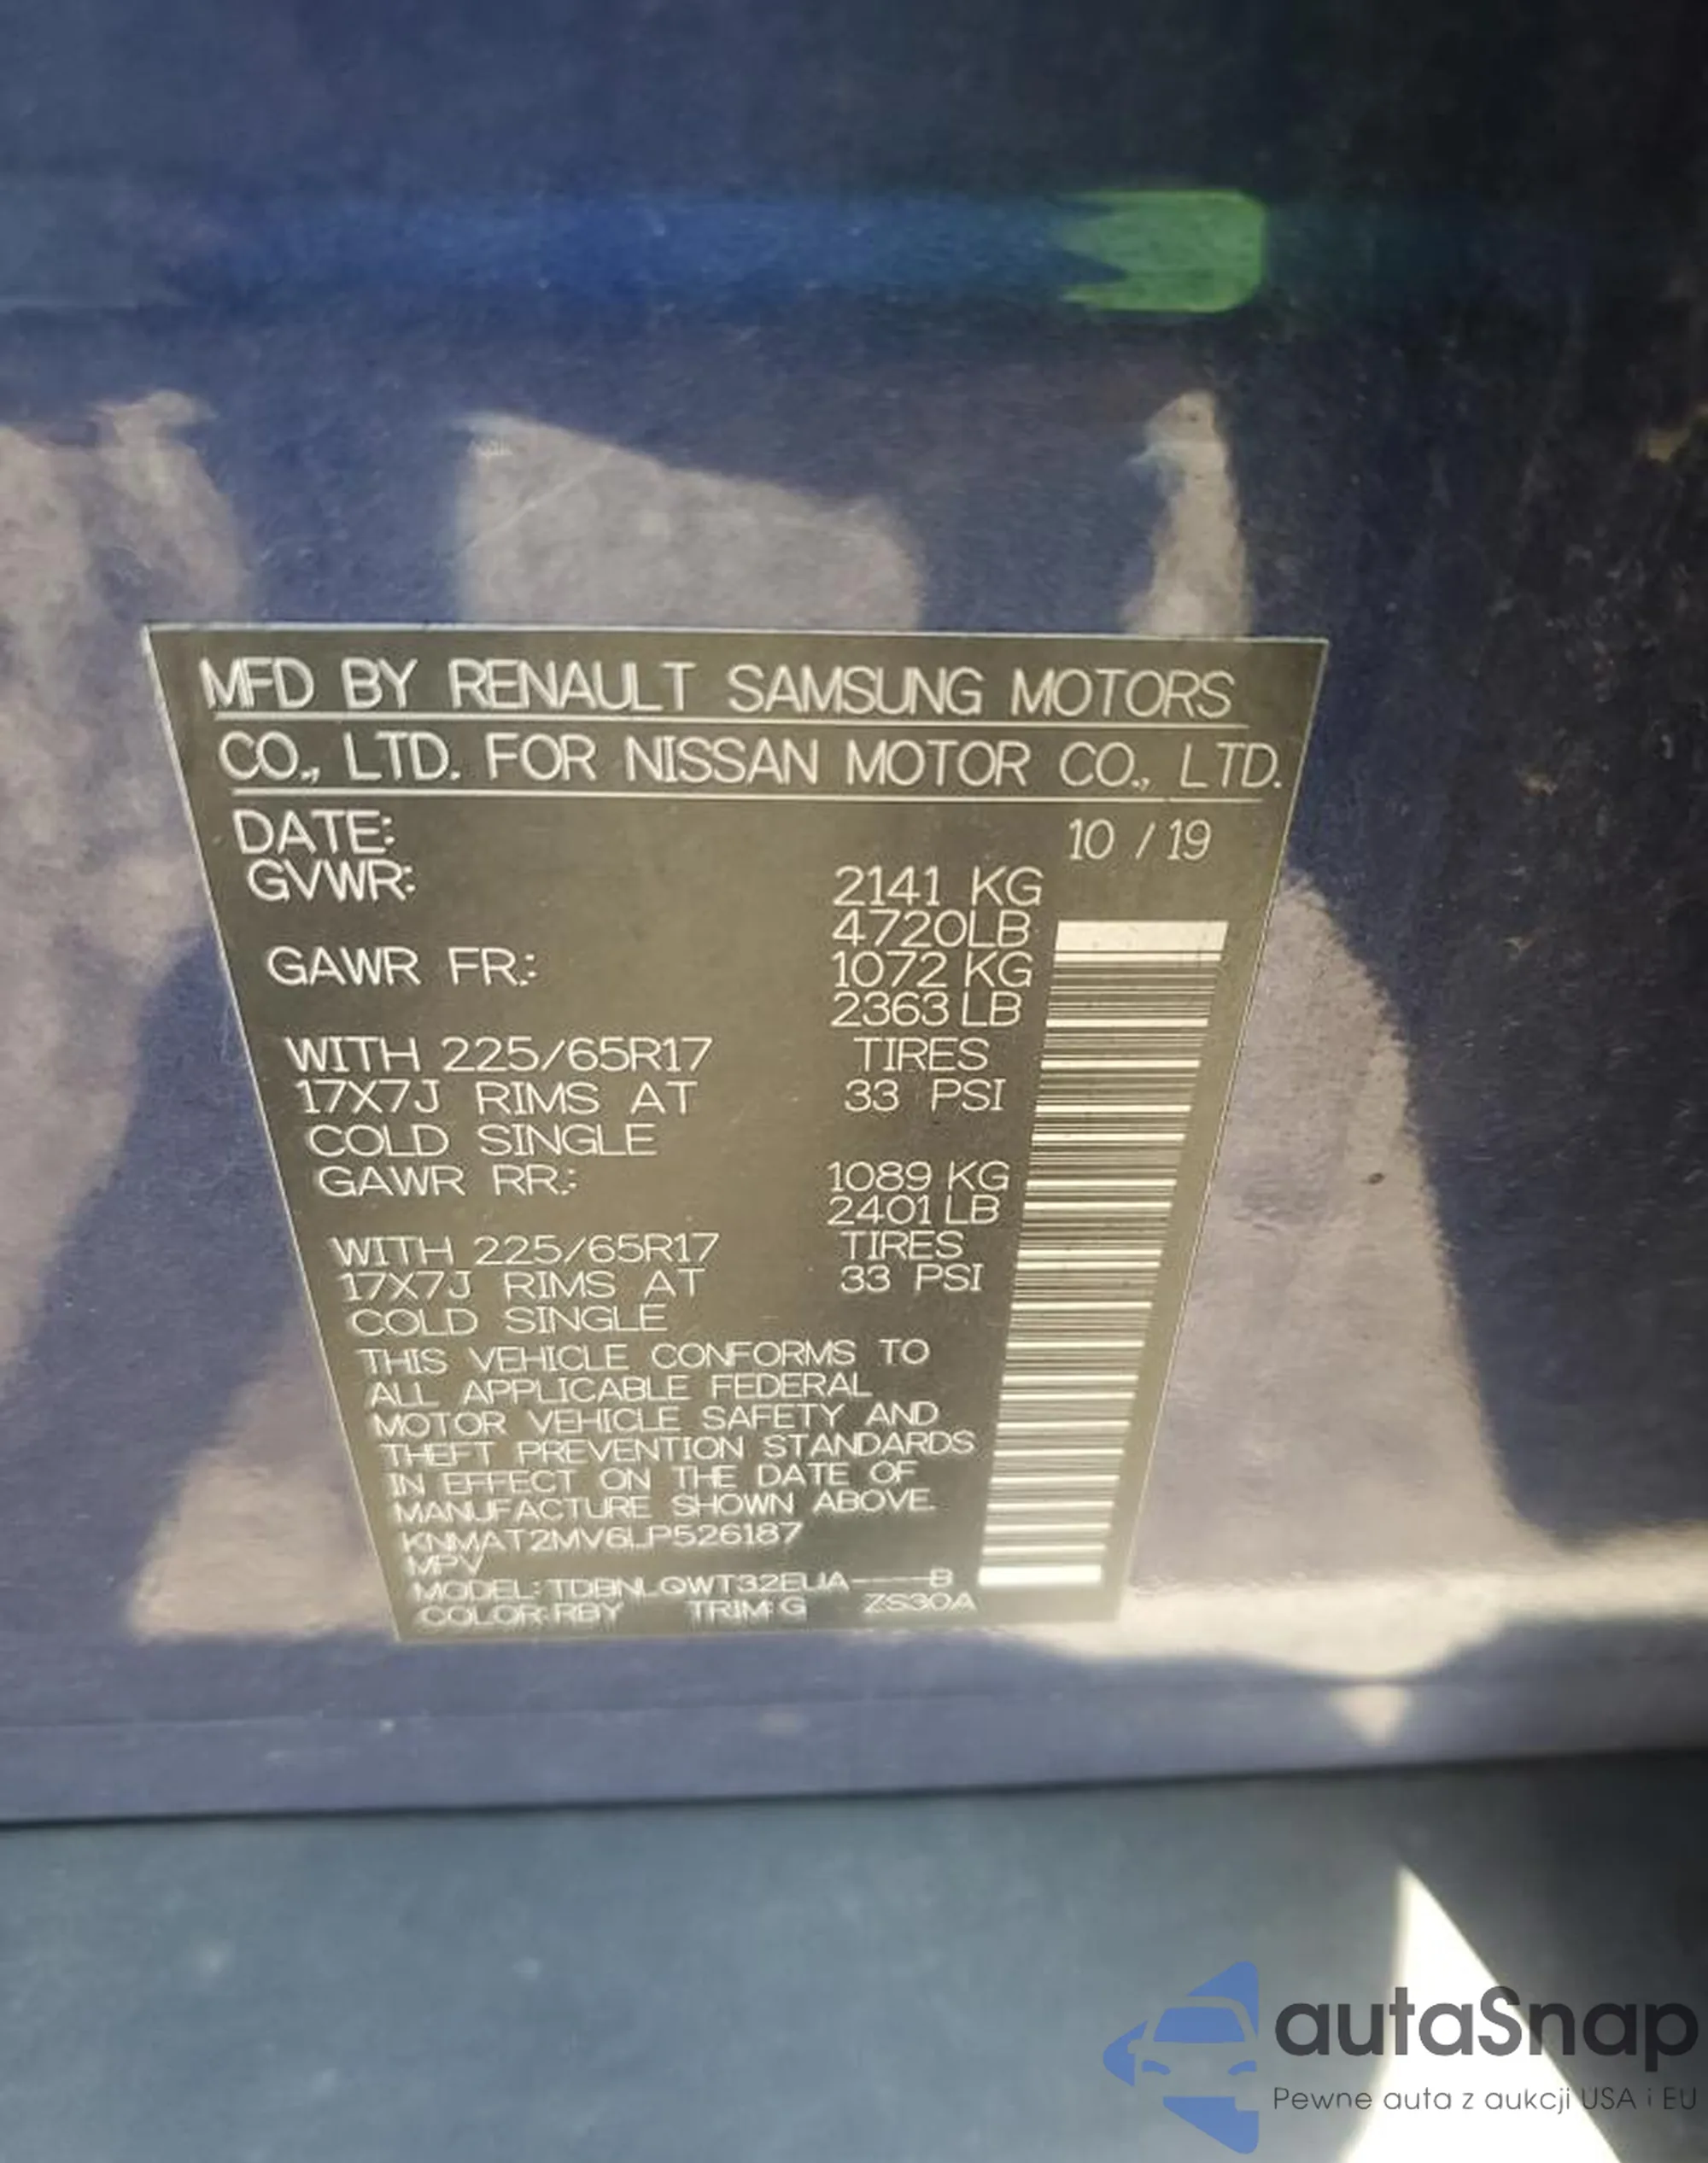 MFD BY RENAULT SAMSUNG MOTORS
CO., LTD. FOR NISSAN MOTOR CO., LTD.
DATE: 10 / 19
GVWR: 2141 KG
4720LB
GAWR FR.: 1072 KG
2363 LB
WITH 225/65R17 TIRES
17X7J RIMS AT 33 PSI
COLD SINGLE
GAWR RR.: 1089 KG
2401 LB
WITH 225/65R17 TIRES
17X7J RIMS AT 33 PSI
COLD SINGLE
THIS VEHICLE CONFORMS TO
ALL APPLICABLE FEDERAL
MOTOR VEHICLE SAFETY AND
THEFT PREVENTION STANDARDS
IN EFFECT ON THE DATE OF
MANUFACTURE SHOWN ABOVE.
KNMAT2MV6LP526187
MPV
MODEL: TDBNLQWT32EUA-----B
COLOR: RBY TRIM: G ZS30A
autaSnap
Pewne auta z aukcji USA i EU